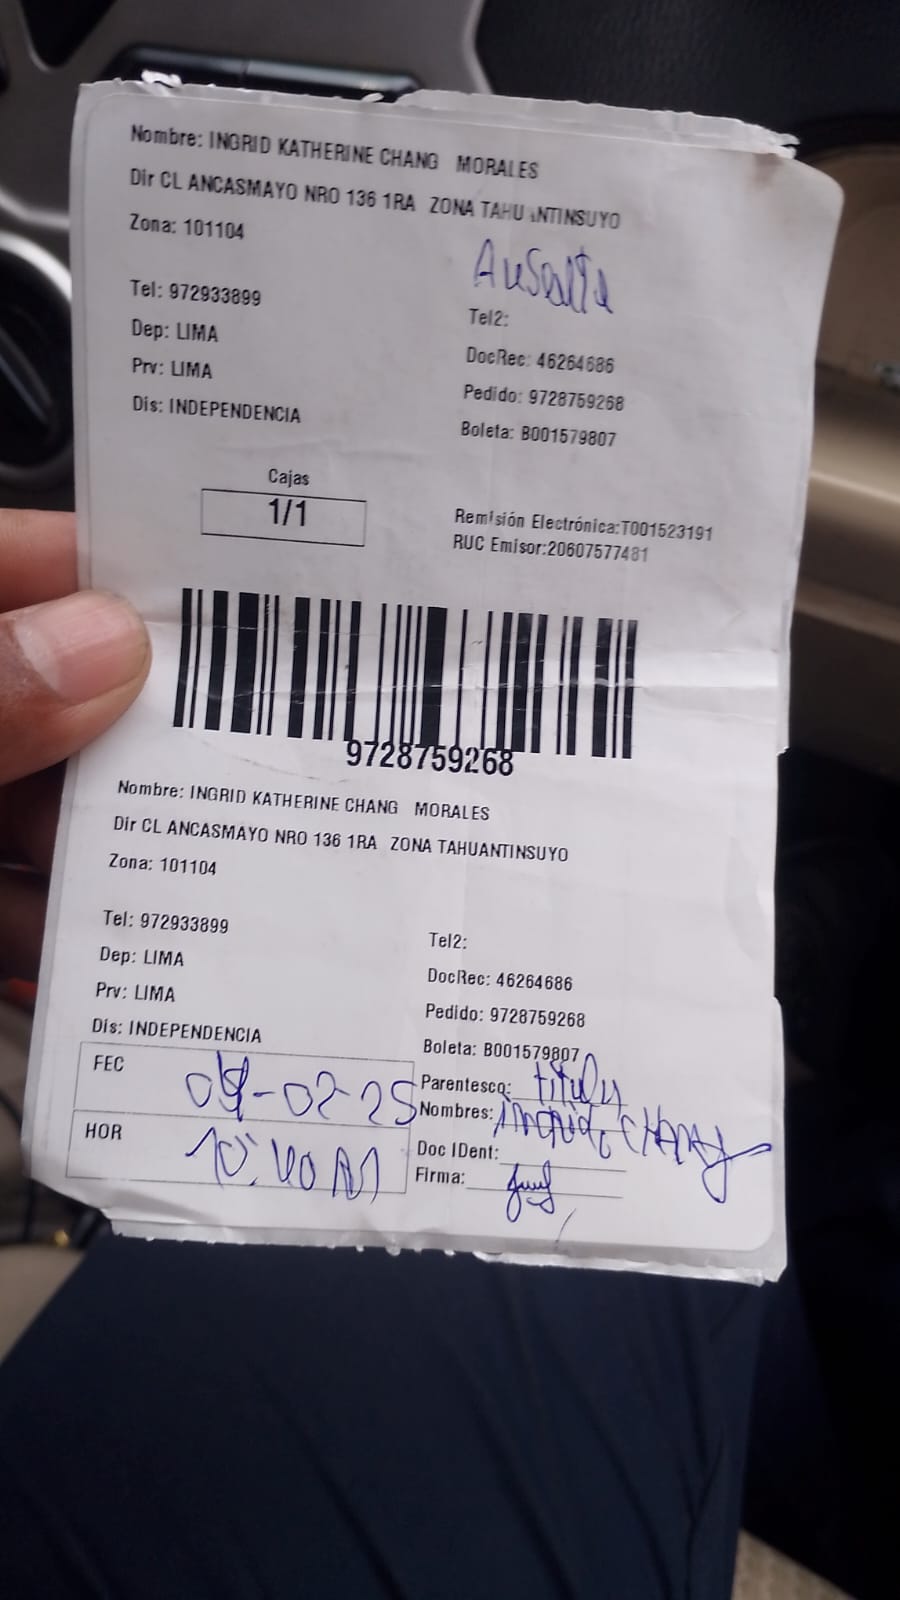 Nombre: INGRID KATHERINE CHANG MORALES
Dir CL ANCASMAYO NRO 136 1RA ZONA TAHUANTINSUYO
Zona: 101104
Ausente
Tel: 972933899
Tel2:
Dep: LIMA
DocRec: 46264686
Prv: LIMA
Pedido: 9728759268
Dis: INDEPENDENCIA
Boleta: B001579807
Cajas
1/1
Remisión Electrónica:T001523191
RUC Emisor:20607577481
9728759268
Nombre: INGRID KATHERINE CHANG MORALES
Dir CL ANCASMAYO NRO 136 1RA ZONA TAHUANTINSUYO
Zona: 101104
Tel: 972933899
Tel2:
Dep: LIMA
DocRec: 46264686
Prv: LIMA
Pedido: 9728759268
Dis: INDEPENDENCIA
Boleta: B001579807
FEC -02-25
Parentesco: titular
Nombres: Ingrid CHANG
HOR 10:40 AM
Doc IDent:
Firma: